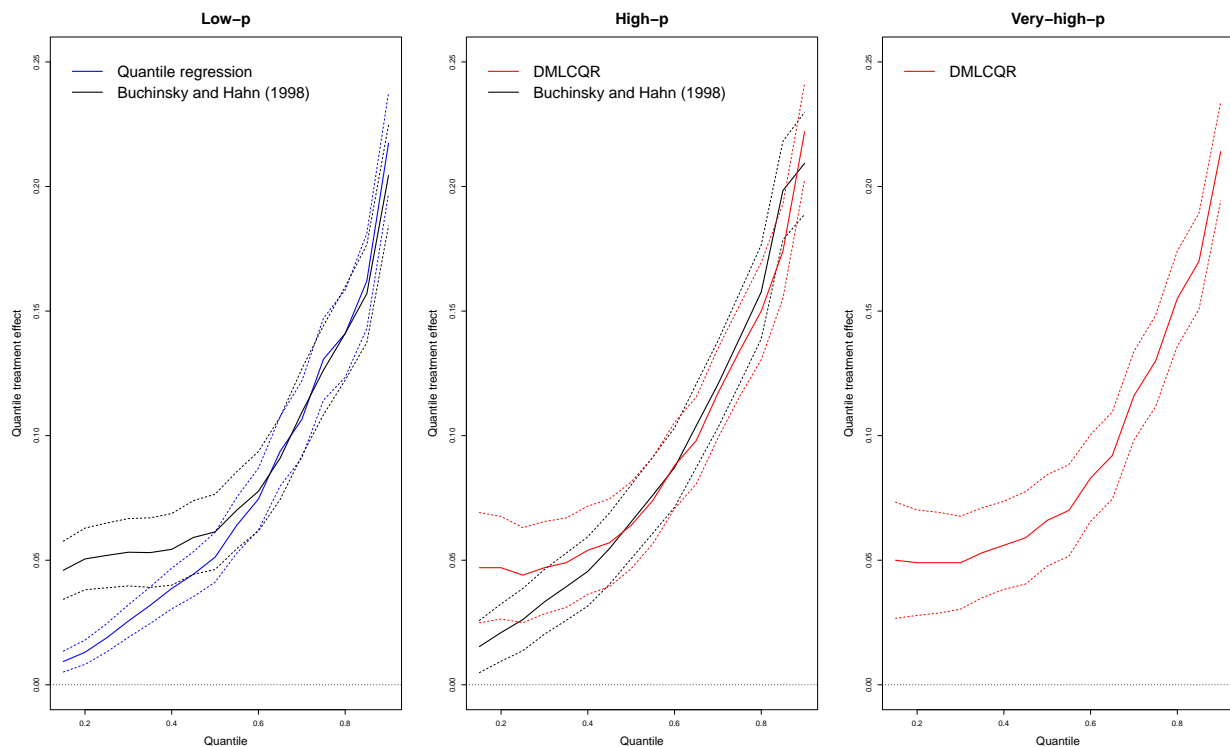 Low−p
Quantile regression
Buchinsky and Hahn (1998)
Quantile treatment effect
0.00
0.05
0.10
0.15
0.20
0.25
0.2
0.4
0.6
0.8
Quantile
High−p
DMLCQR
Buchinsky and Hahn (1998)
Quantile treatment effect
0.00
0.05
0.10
0.15
0.20
0.25
0.2
0.4
0.6
0.8
Quantile
Very−high−p
DMLCQR
Quantile treatment effect
0.00
0.05
0.10
0.15
0.20
0.25
0.2
0.4
0.6
0.8
Quantile